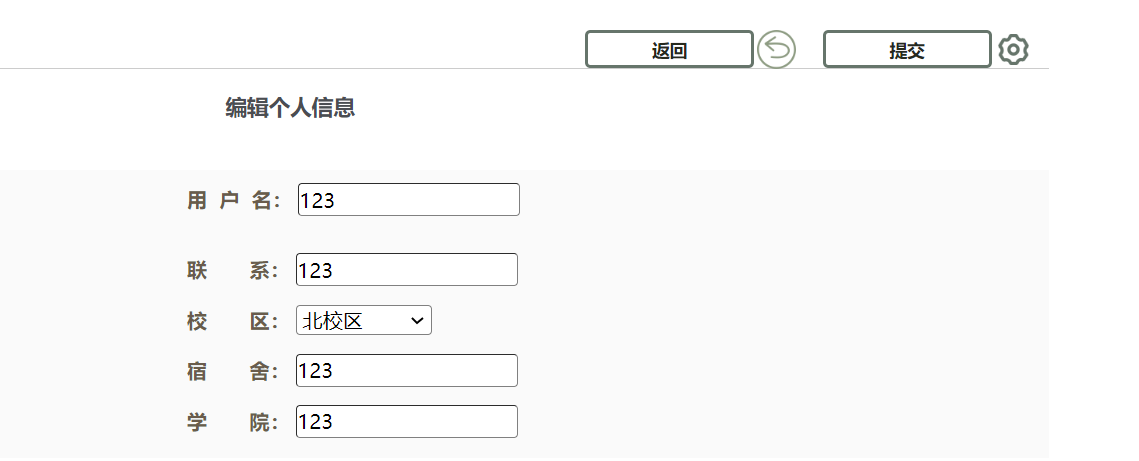 返回 提交
编辑个人信息
用 户 名： 123
联 系： 123
校 区： 北校区
宿 舍： 123
学 院： 123